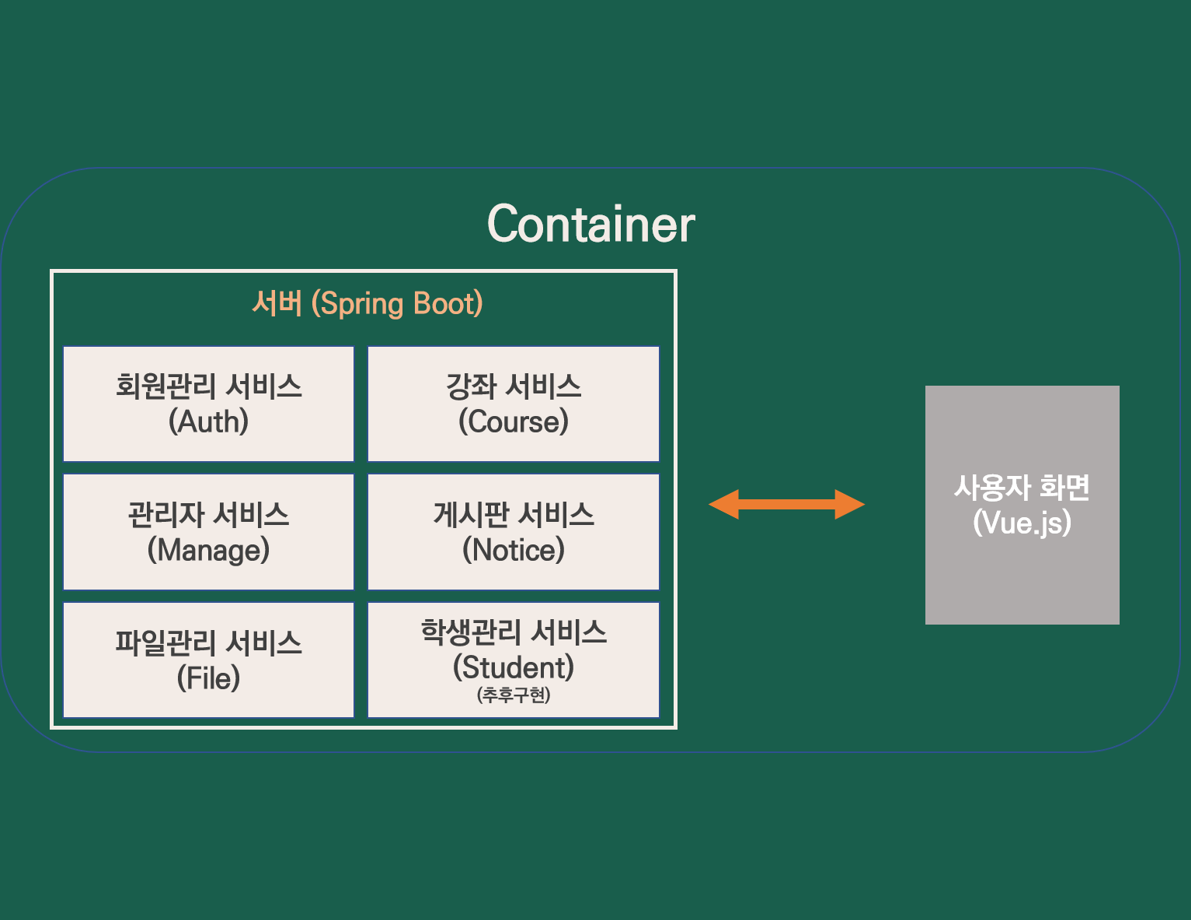 Container
서버 (Spring Boot)
회원관리 서비스
(Auth)
강좌 서비스
(Course)
관리자 서비스
(Manage)
게시판 서비스
(Notice)
파일관리 서비스
(File)
학생관리 서비스
(Student)
(추후구현)
사용자 화면
(Vue.js)